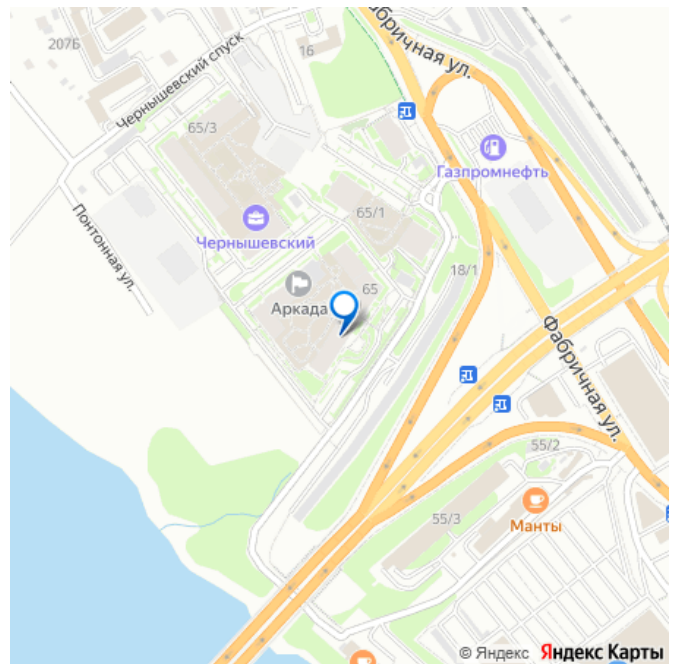 207Б
16
Чернышевский спуск
Фабричная ул.
65/3
Газпромнефть
Понтонная ул.
65/1
Чернышевский
18/1
65
Аркада
Фабричная ул.
55/2
55/3
Манты
© Яндекс Яндекс Карты